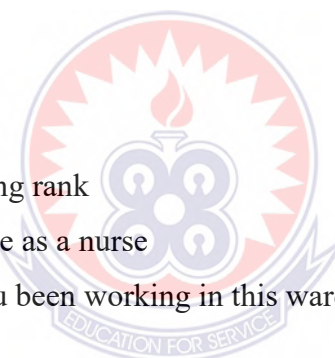 ng rank
e as a nurse
u been working in this ward
EDUCATION FOR SERVICE